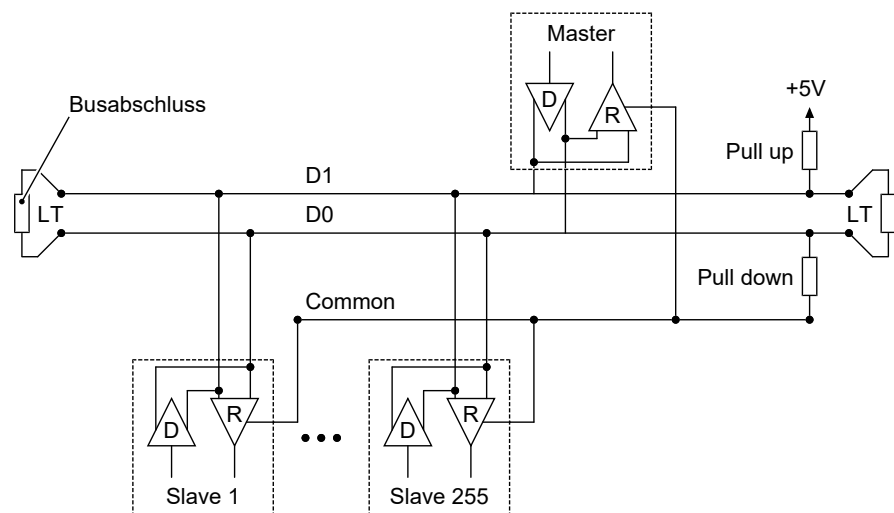 Master
D
R
+5V
Busabschluss
Pull up
D1
LT
D0
LT
Pull down
Common
D
R
D
R
Slave 1
Slave 255